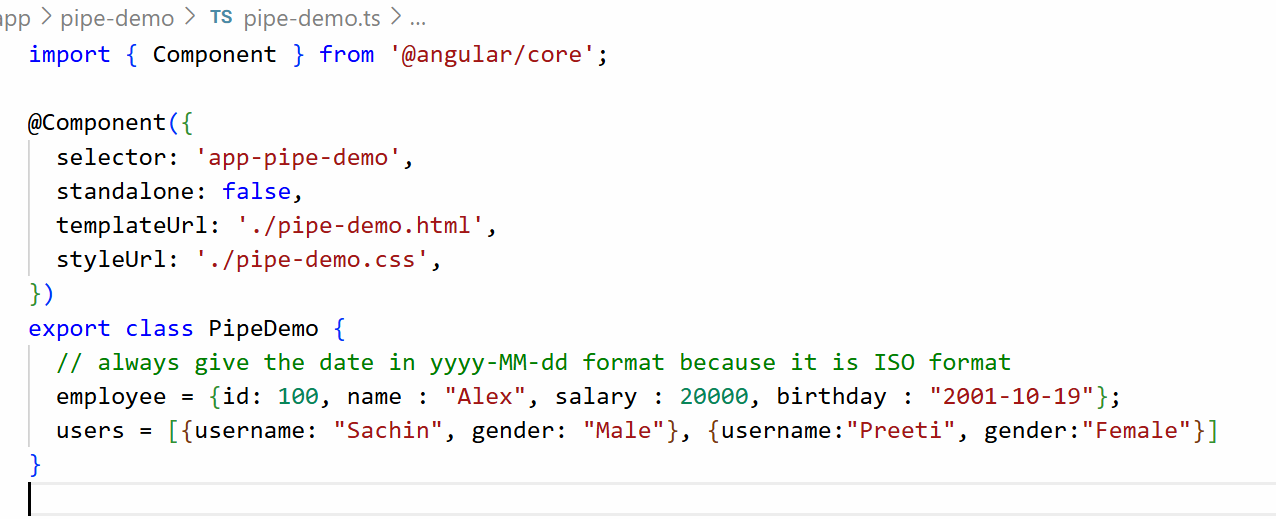 pipe-demo > TS pipe-demo.ts > ...
import { Component } from '@angular/core';
@Component({
  selector: 'app-pipe-demo',
  standalone: false,
  templateUrl: './pipe-demo.html',
  styleUrl: './pipe-demo.css',
})
export class PipeDemo {
  // always give the date in yyyy-MM-dd format because it is ISO format
  employee = {id: 100, name : "Alex", salary : 20000, birthday : "2001-10-19"};
  users = [{username: "Sachin", gender: "Male"}, {username:"Preeti", gender:"Female"}]
}